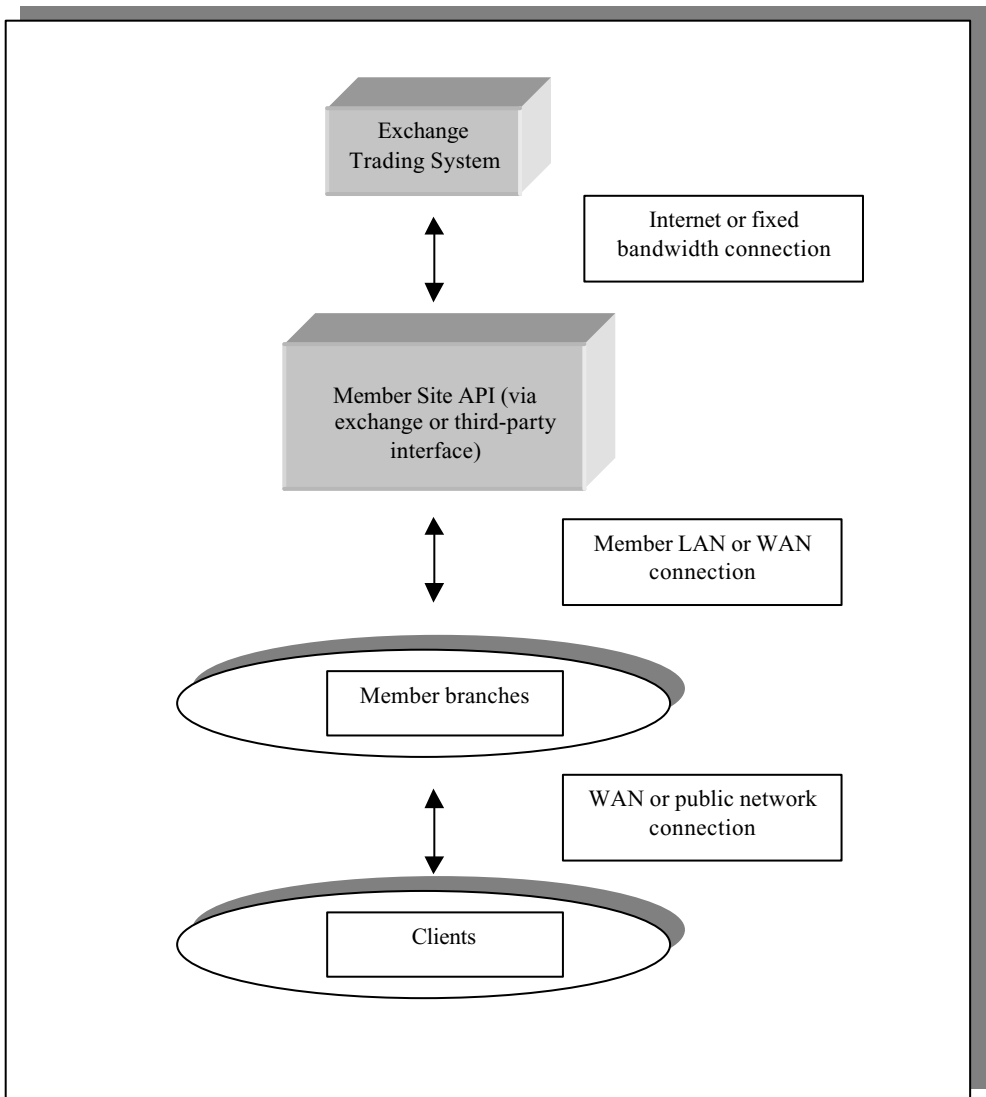 Exchange
Trading System
Internet or fixed
bandwidth connection
Member Site API (via
exchange or third-party
interface)
Member LAN or WAN
connection
Member branches
WAN or public network
connection
Clients